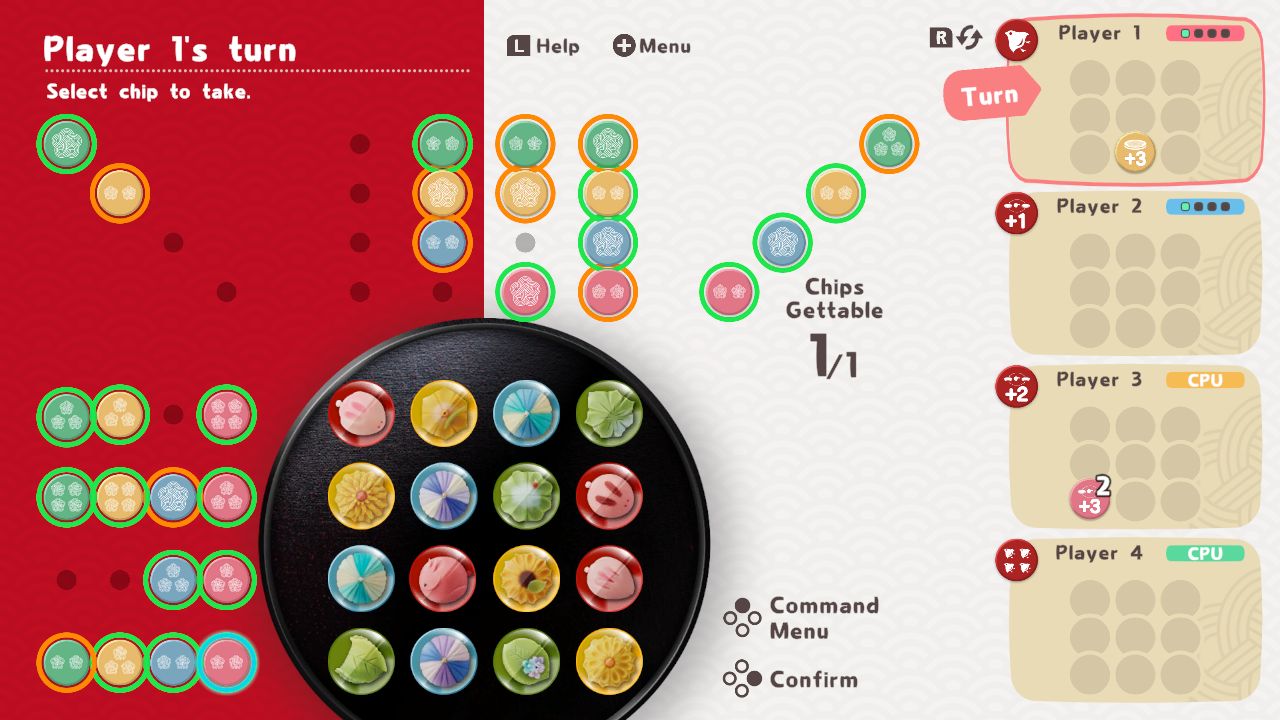 Player 1's turn
Select chip to take.
L Help
Menu
R
Turn
Player 1
+3
Player 2
+1
Player 3
CPU
+2
2
+3
Player 4
CPU
Chips
Gettable
1/1
Command
Menu
Confirm